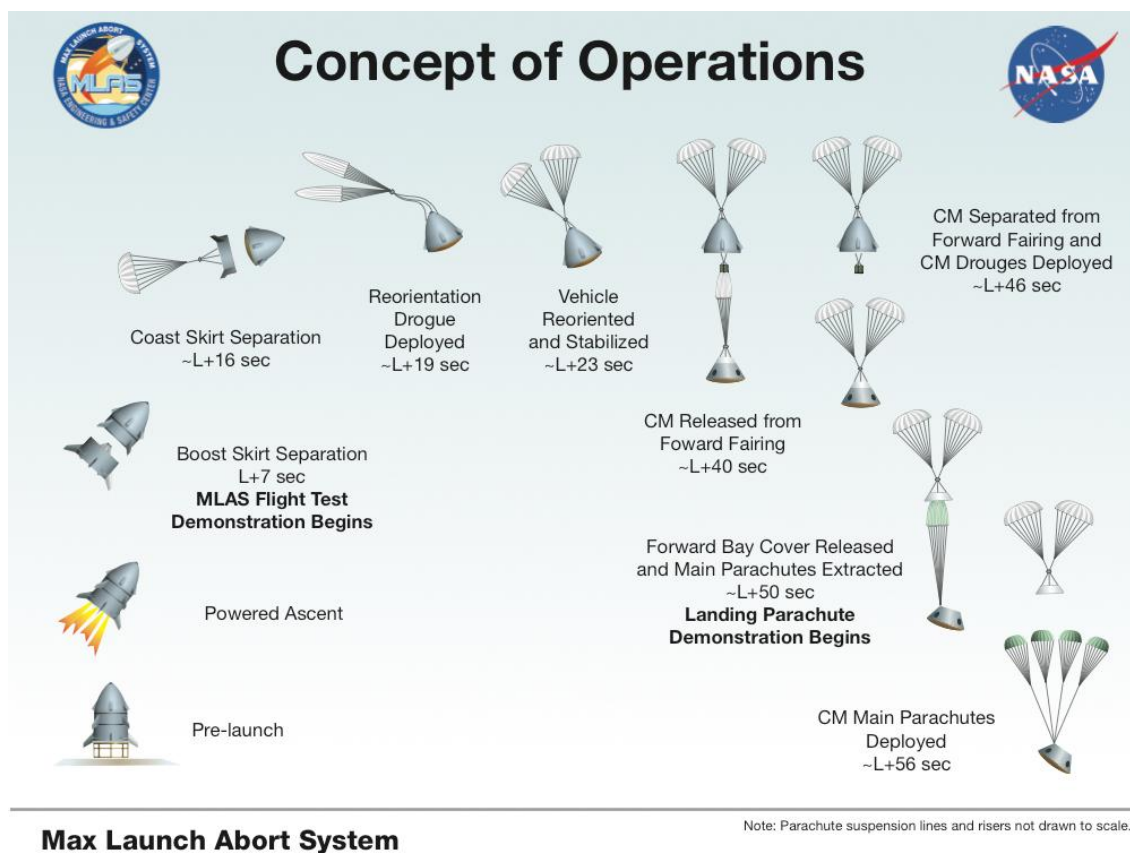 Concept of Operations
MAX LAUNCH ABORT SYSTEM
MLAS
NASA ENGINEERING & SAFETY CENTER
NASA
CM Separated from
Forward Fairing and
CM Drouges Deployed
~L+46 sec
Reorientation
Drogue
Deployed
~L+19 sec
Vehicle
Reoriented
and Stabilized
~L+23 sec
Coast Skirt Separation
~L+16 sec
CM Released from
Foward Fairing
~L+40 sec
Boost Skirt Separation
L+7 sec
MLAS Flight Test
Demonstration Begins
Forward Bay Cover Released
and Main Parachutes Extracted
~L+50 sec
Landing Parachute
Demonstration Begins
Powered Ascent
Pre-launch
CM Main Parachutes
Deployed
~L+56 sec
Note: Parachute suspension lines and risers not drawn to scale.
Max Launch Abort System